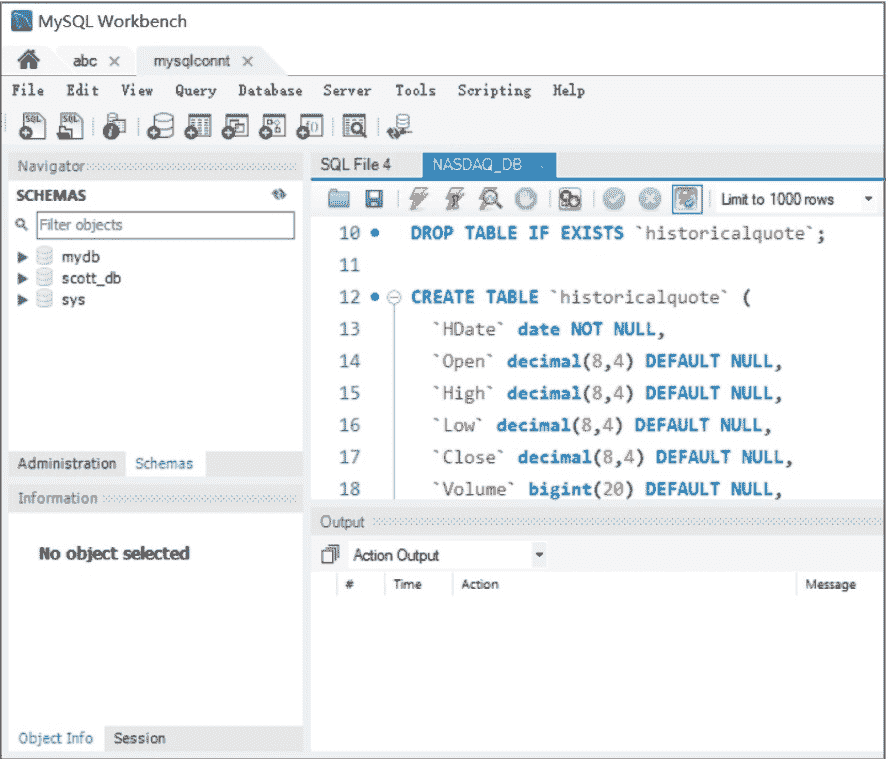 MySQL Workbench
abc mysqlconnt
File Edit View Query Database Server Tools Scripting Help
Navigator
SCHEMAS
Filter objects
mydb
scott_db
sys
Administration Schemas
Information
No object selected
Object Info Session
SQL File 4 NASDAQ_DB
Limit to 1000 rows
10 DROP TABLE IF EXISTS `historicalquote`;
11
12 CREATE TABLE `historicalquote` (
13 `HDate` date NOT NULL,
14 `Open` decimal(8,4) DEFAULT NULL,
15 `High` decimal(8,4) DEFAULT NULL,
16 `Low` decimal(8,4) DEFAULT NULL,
17 `Close` decimal(8,4) DEFAULT NULL,
18 `Volume` bigint(20) DEFAULT NULL,
Output
Action Output
# Time Action Message